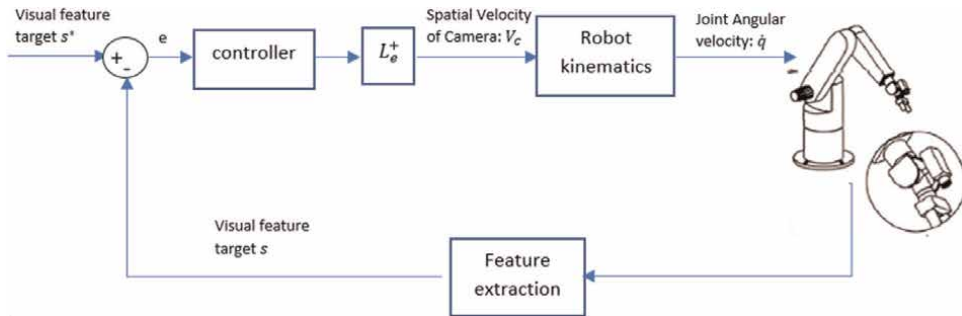 Visual feature
target s*
+
-
e
controller
L_e^+
Spatial Velocity
of Camera: V_c
Robot
kinematics
Joint Angular
velocity: q̇
Visual feature
target s
Feature
extraction